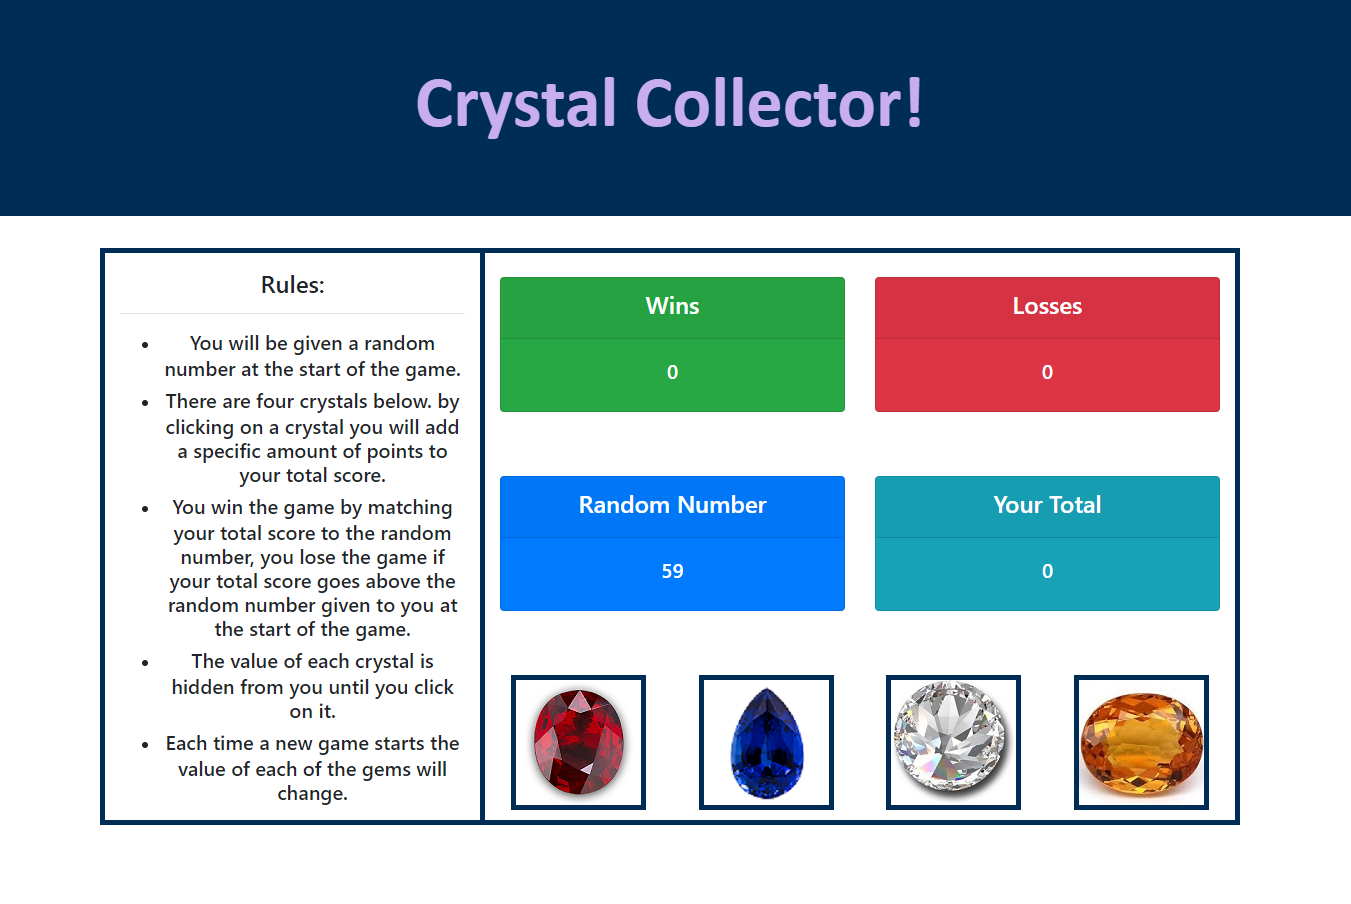 Crystal Collector!
Rules:
• You will be given a random
number at the start of the game.
• There are four crystals below. by
clicking on a crystal you will add
a specific amount of points to
your total score.
• You win the game by matching
your total score to the random
number, you lose the game if
your total score goes above the
random number given to you at
the start of the game.
• The value of each crystal is
hidden from you until you click
on it.
• Each time a new game starts the
value of each of the gems will
change.
Wins
0
Losses
0
Random Number
59
Your Total
0